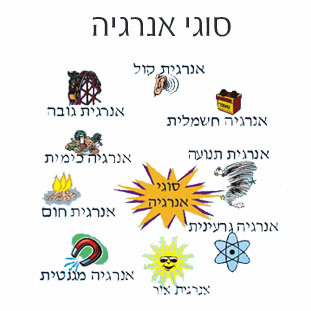 סוגי אנרגיה
אנרגית קול
אנרגית גובה
אנרגיה חשמלית
אנרגיה כימית
אנרגית תנועה
סוגי
אנרגיה
אנרגית חום
אנרגיה גרעינית
אנרגיה מגנטית
אנרגית אור